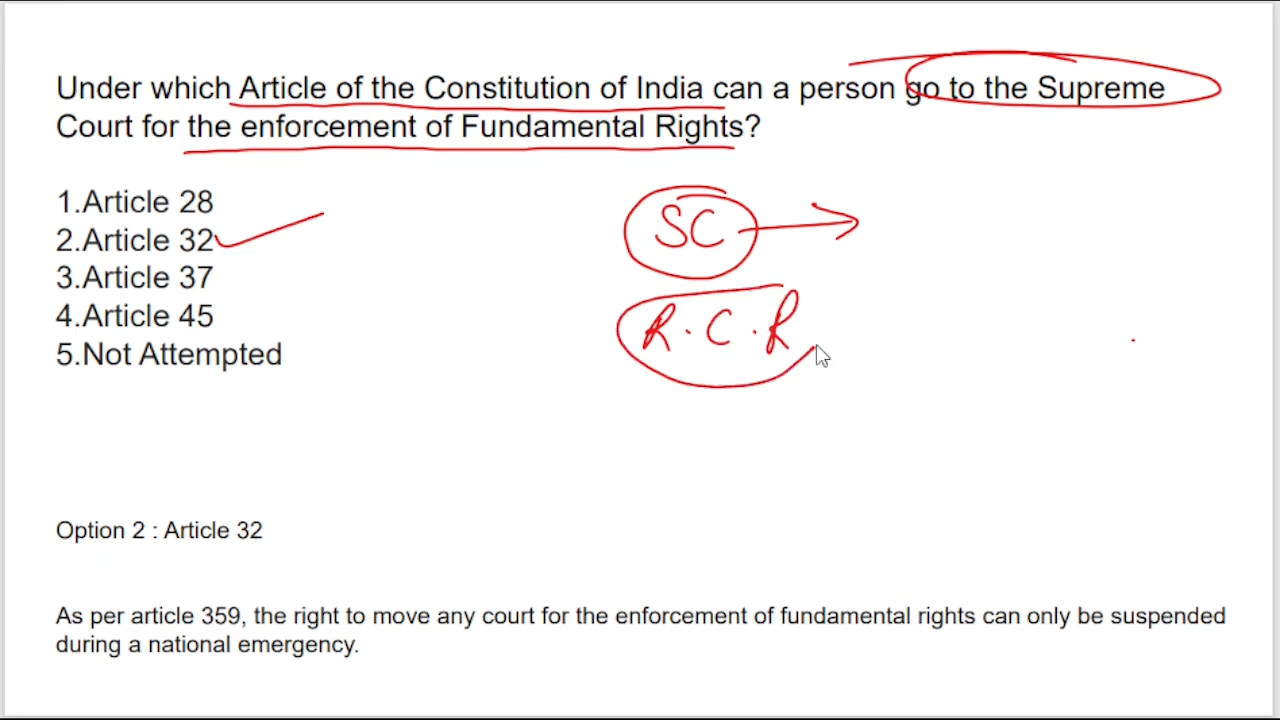 Under which Article of the Constitution of India can a person go to the Supreme
Court for the enforcement of Fundamental Rights?
1.Article 28
2.Article 32
3.Article 37
4.Article 45
5.Not Attempted
SC
R.C.R
Option 2 : Article 32
As per article 359, the right to move any court for the enforcement of fundamental rights can only be suspended
during a national emergency.